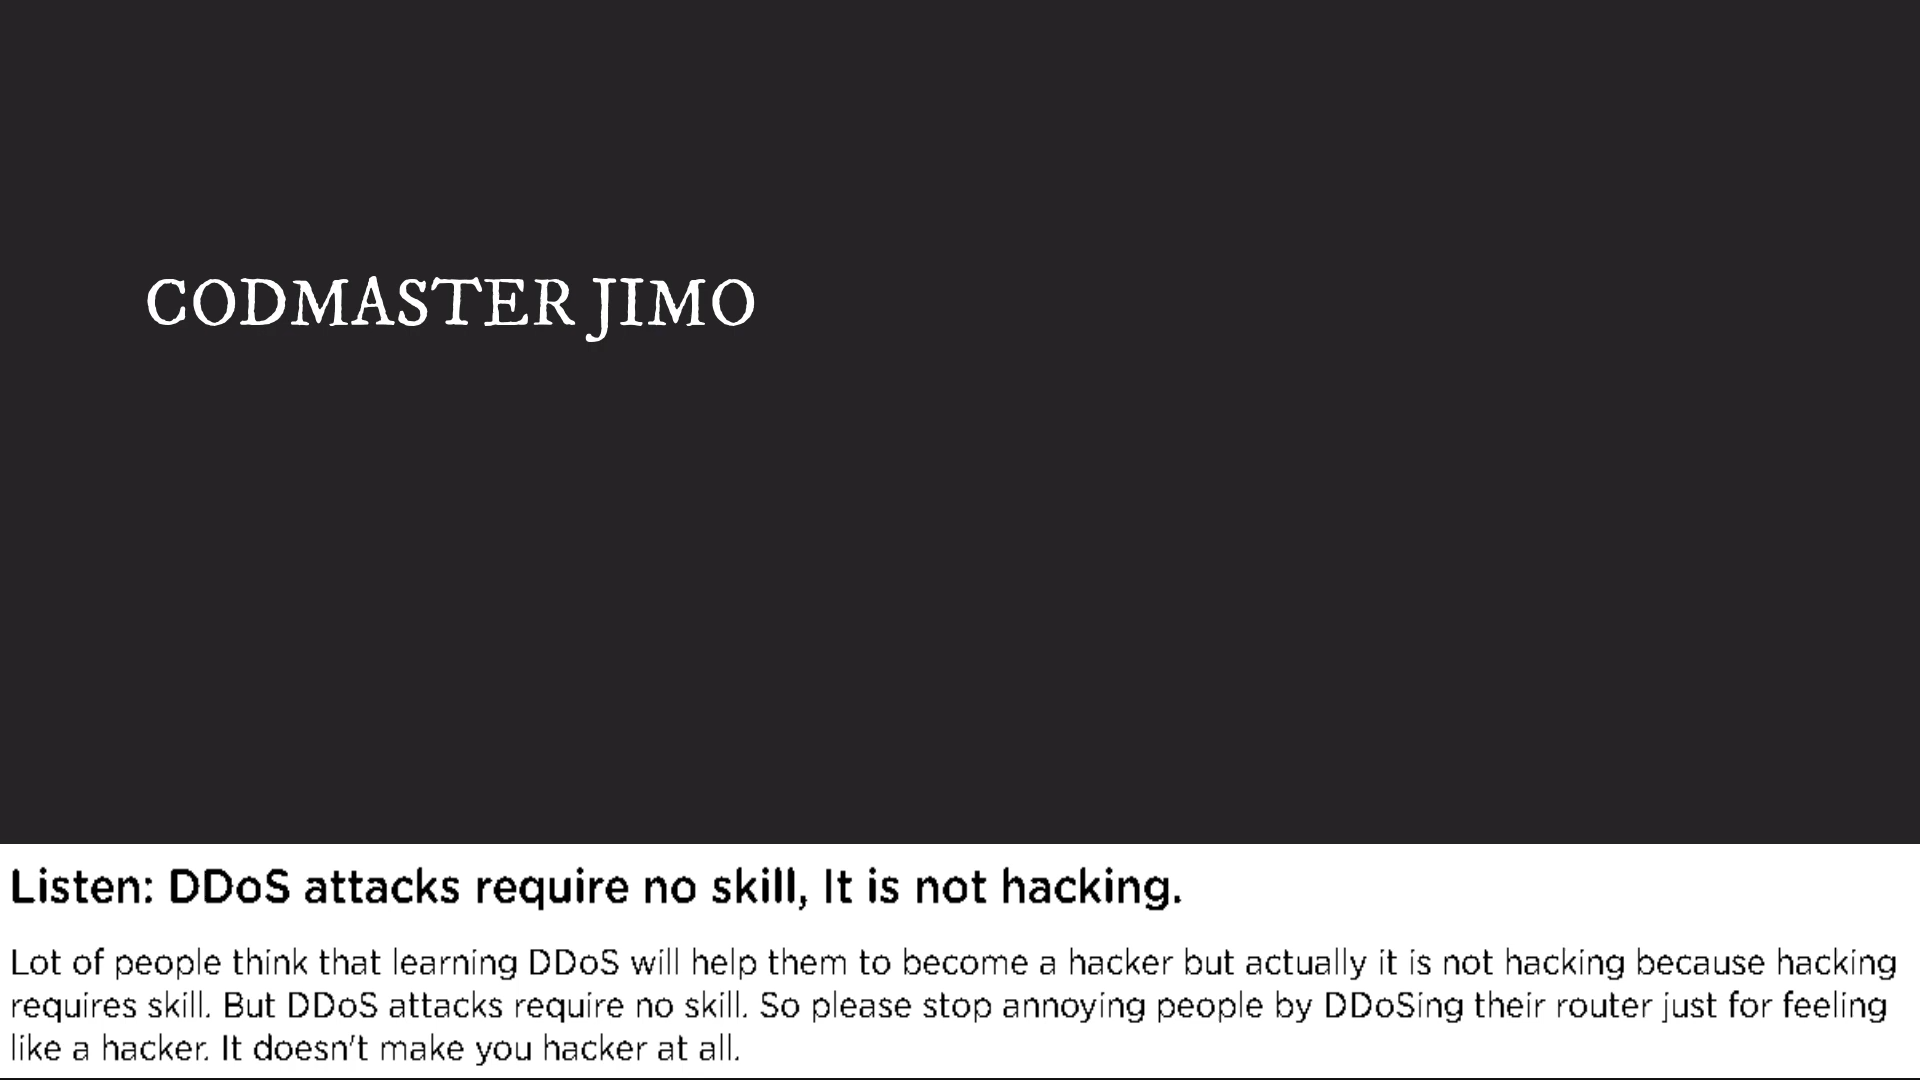 CODMASTER JIMO
Listen: DDoS attacks require no skill, It is not hacking.
Lot of people think that learning DDoS will help them to become a hacker but actually it is not hacking because hacking
requires skill. But DDoS attacks require no skill. So please stop annoying people by DDoSing their router just for feeling
like a hacker. It doesn't make you hacker at all.